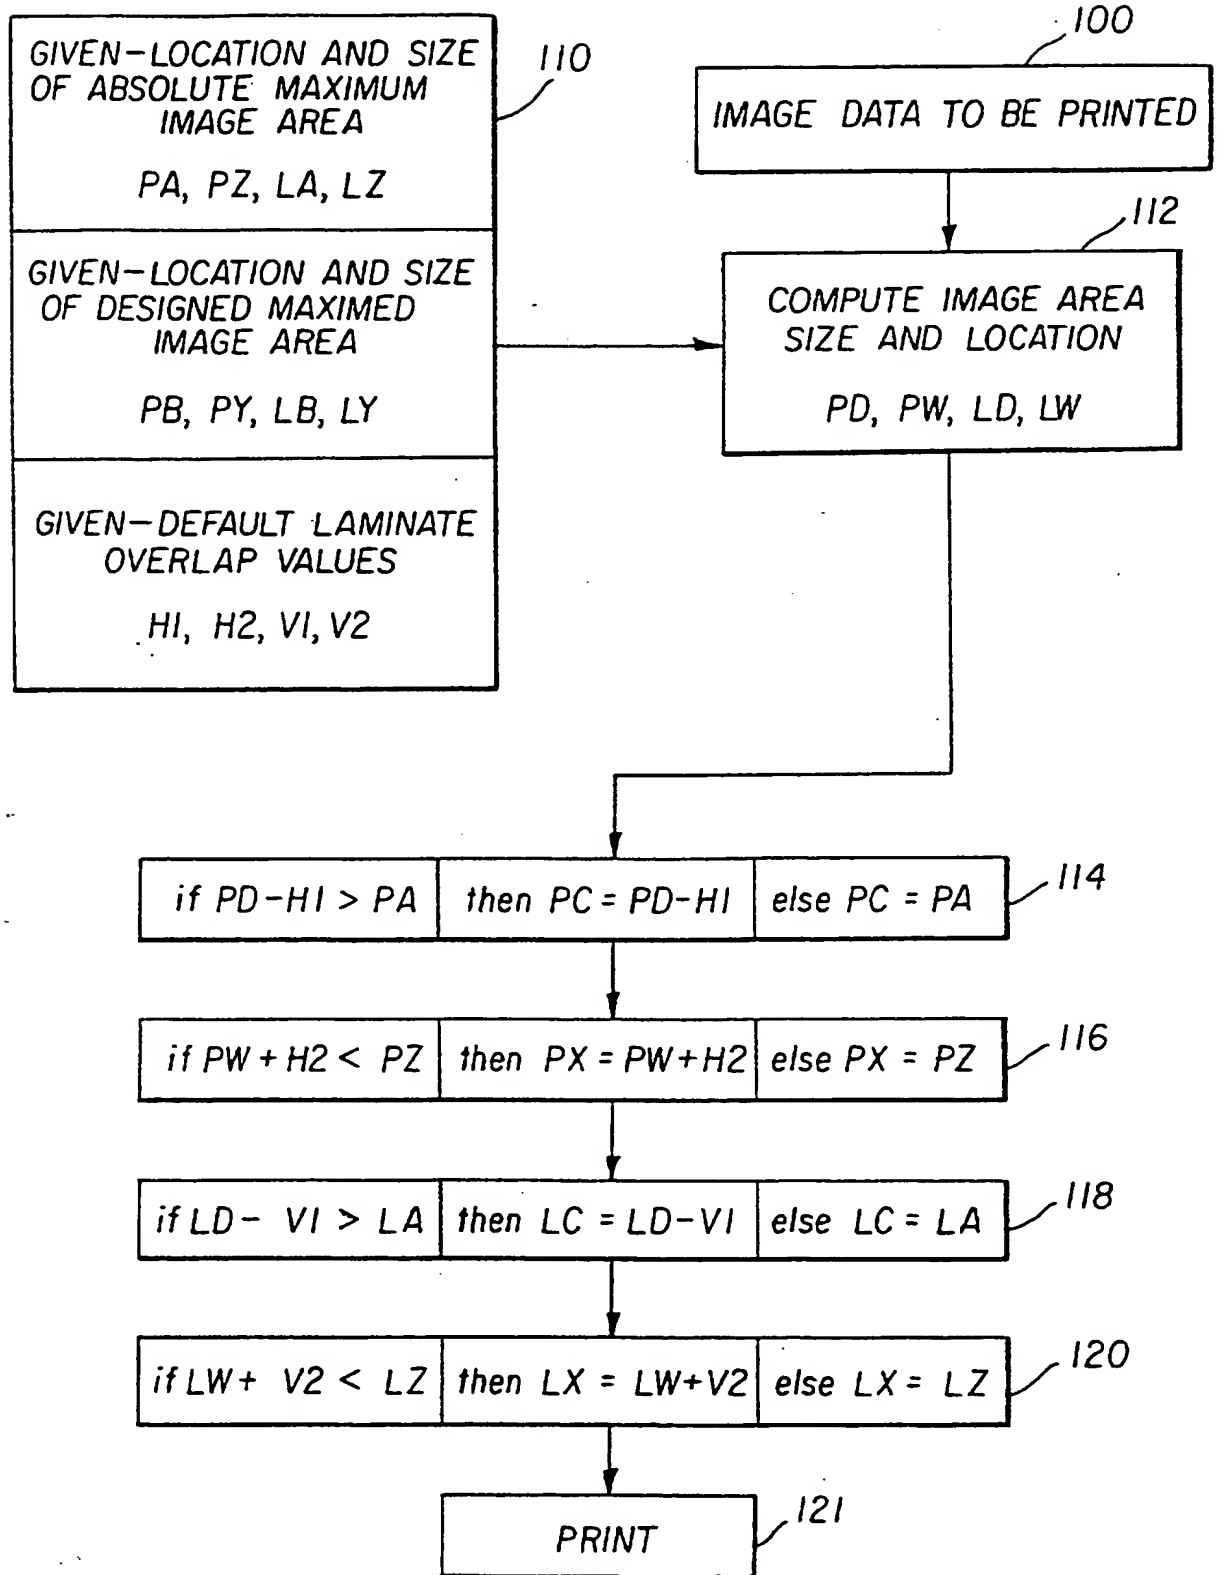 GIVEN-LOCATION AND SIZE
OF ABSOLUTE MAXIMUM
IMAGE AREA
PA, PZ, LA, LZ
110
GIVEN-LOCATION AND SIZE
OF DESIGNED MAXIMED
IMAGE AREA
PB, PY, LB, LY
GIVEN-DEFAULT LAMINATE
OVERLAP VALUES
H1, H2, V1, V2
100
IMAGE DATA TO BE PRINTED
112
COMPUTE IMAGE AREA
SIZE AND LOCATION
PD, PW, LD, LW
if PD-H1 > PA then PC = PD-H1 else PC = PA 114
if PW + H2 < PZ then PX = PW+H2 else PX = PZ 116
if LD- V1 > LA then LC = LD-V1 else LC = LA 118
if LW+ V2 < LZ then LX = LW+V2 else LX = LZ 120
PRINT 121